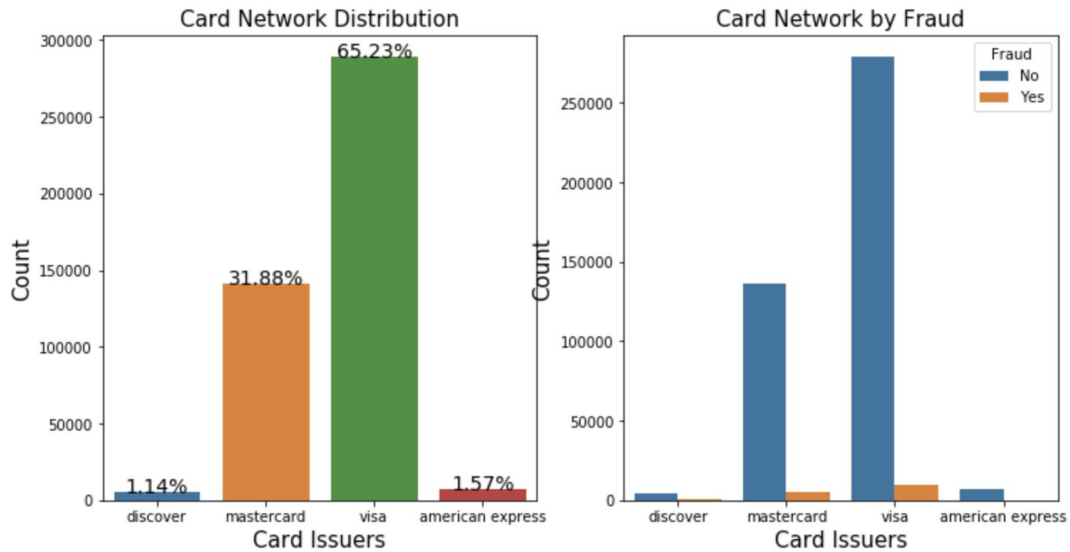 Card Network Distribution
300000
250000
200000
150000
100000
50000
0
Count
65.23%
31.88%
1.14%
1.57%
discover
mastercard
visa
american express
Card Issuers
Card Network by Fraud
Fraud
No
Yes
250000
200000
150000
100000
50000
0
Count
discover
mastercard
visa
american express
Card Issuers